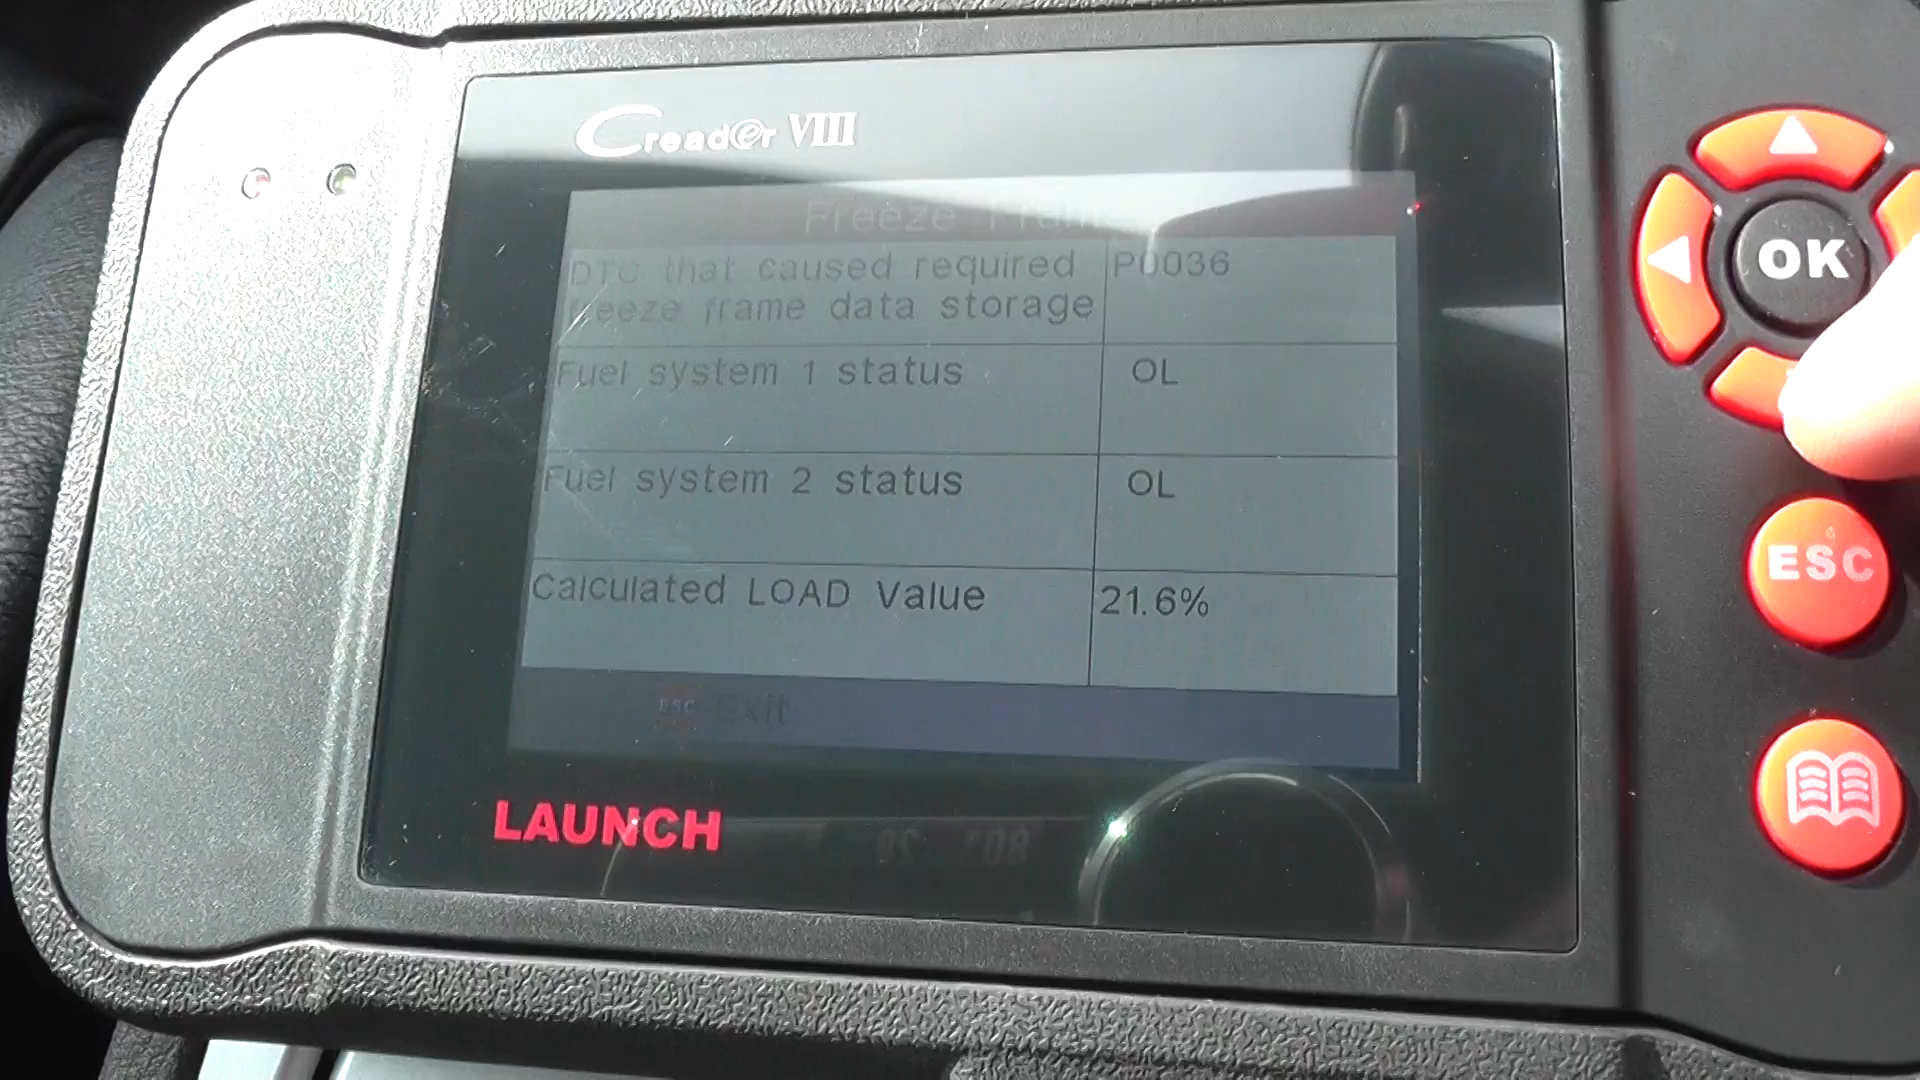 Creader VIII
Freeze Frame
DTC that caused required P0036
freeze frame data storage
Fuel system 1 status OL
Fuel system 2 status OL
Calculated LOAD Value 21.6%
ESC Exit
LAUNCH
OK
ESC